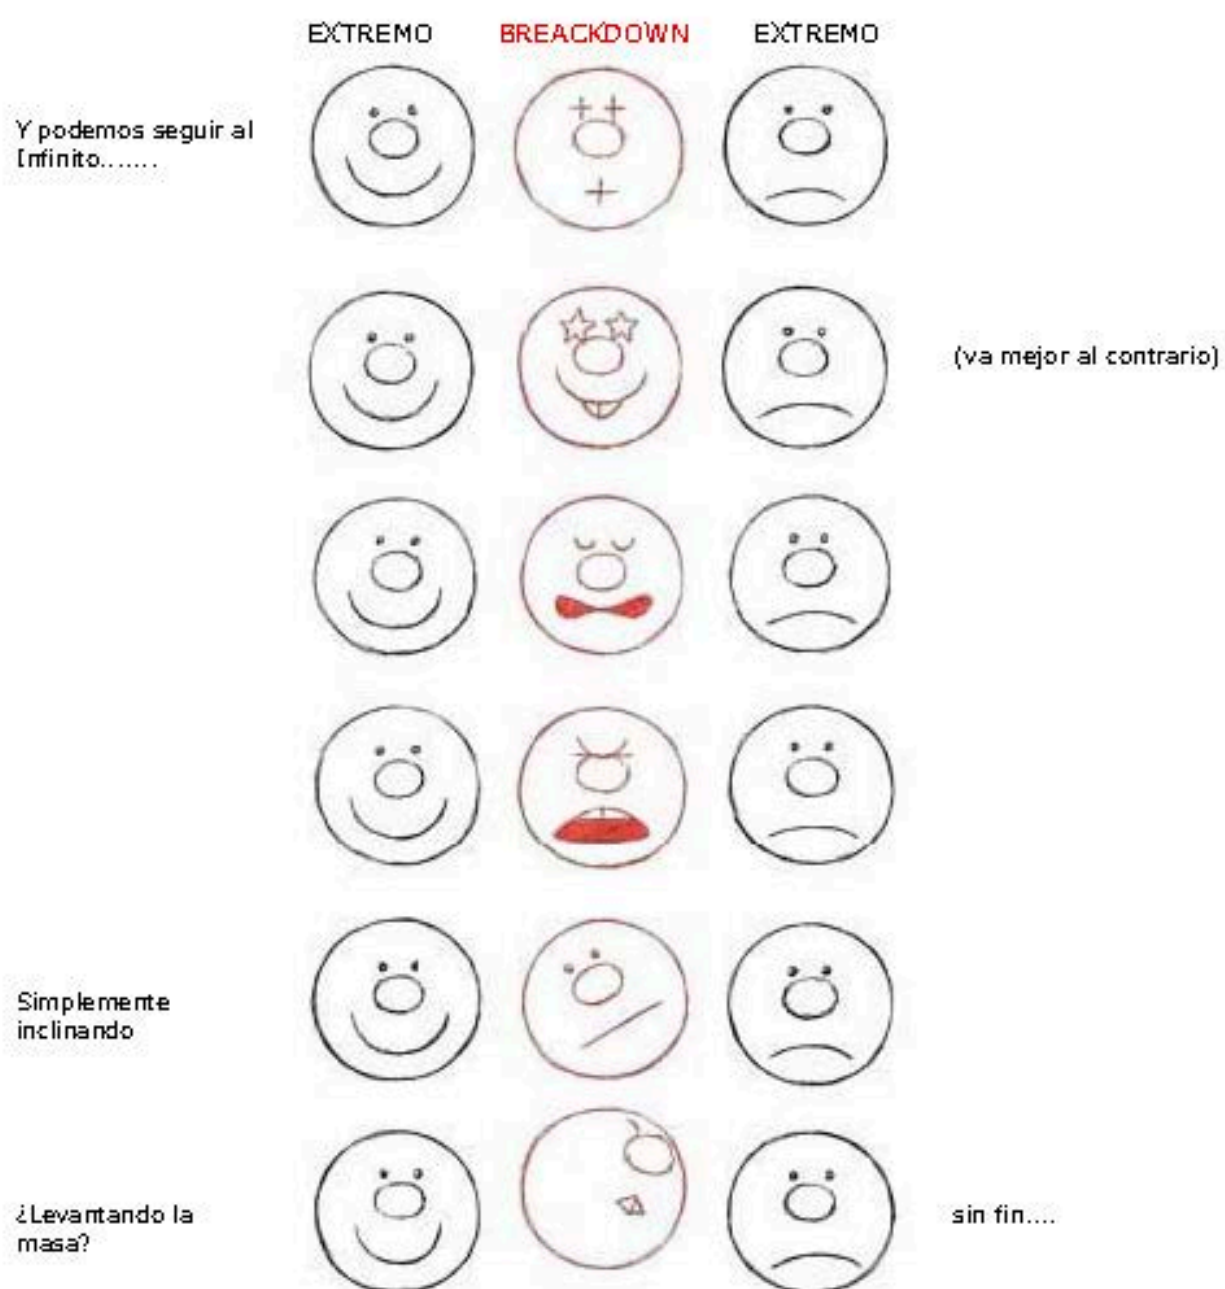 EXTREMO BREACKDOWN EXTREMO
Y podemos seguir al
Infinito.......
(va mejor al contrario)
Simplemente
inclinando
¿Levantando la
masa?
sin fin....